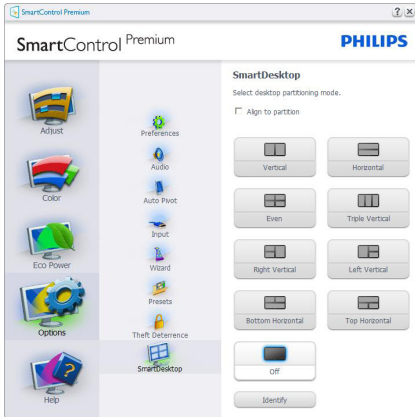 SmartControl Premium
SmartControl Premium
PHILIPS
Adjust
Color
Eco Power
Options
Help
Preferences
Audio
Auto Pivot
Input
Wizard
Presets
Theft Deterrence
SmartDesktop
SmartDesktop
Select desktop partitioning mode.
Align to partition
Vertical
Horizontal
Even
Triple Vertical
Right Vertical
Left Vertical
Bottom Horizontal
Top Horizontal
Off
Identify